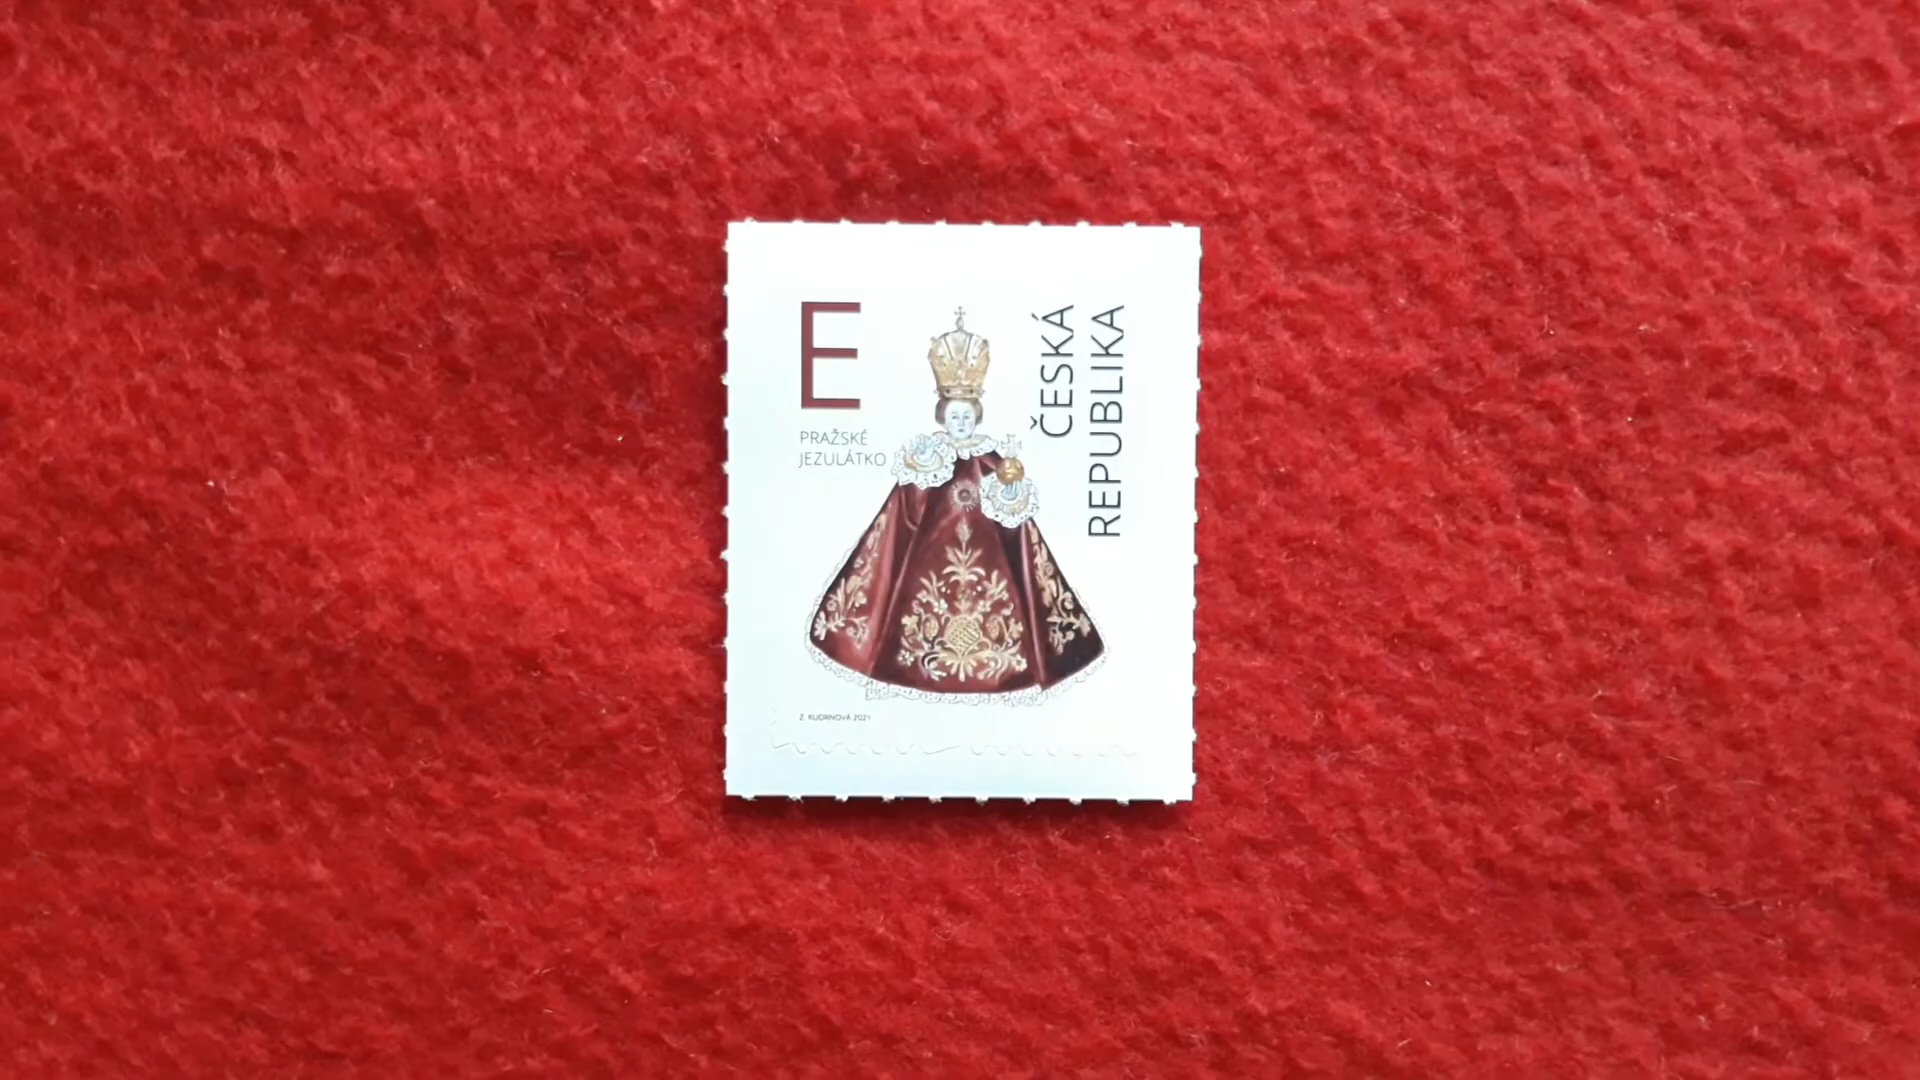 E
PRAŽSKÉ
JEZULÁTKO
ČESKÁ
REPUBLIKA
Z. KUDRNOVÁ 2021